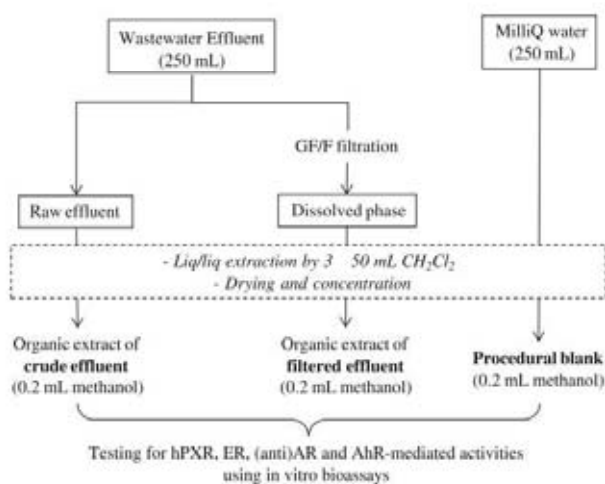 Wastewater Effluent
(250 mL)
MilliQ water
(250 mL)
GF/F filtration
Raw effluent
Dissolved phase
- Liq/liq extraction by 3 50 mL CH₂Cl₂
- Drying and concentration
Organic extract of
crude effluent
(0.2 mL methanol)
Organic extract of
filtered effluent
(0.2 mL methanol)
Procedural blank
(0.2 mL methanol)
Testing for hPXR, ER, (anti)AR and AhR-mediated activities
using in vitro bioassays